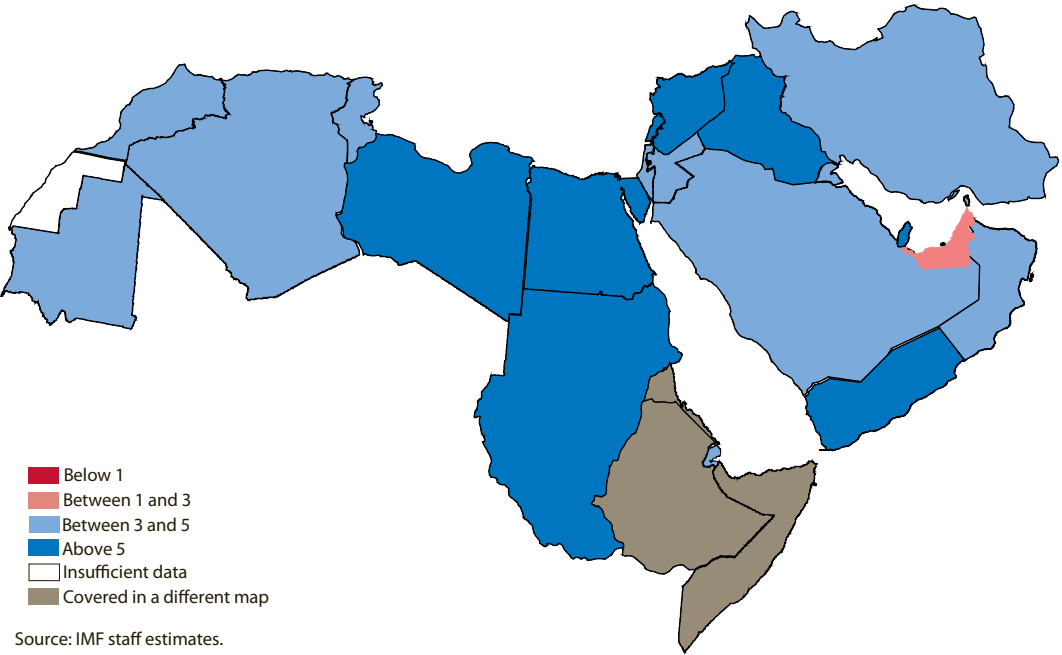 Below 1
Between 1 and 3
Between 3 and 5
Above 5
Insufficient data
Covered in a different map
Source: IMF staff estimates.